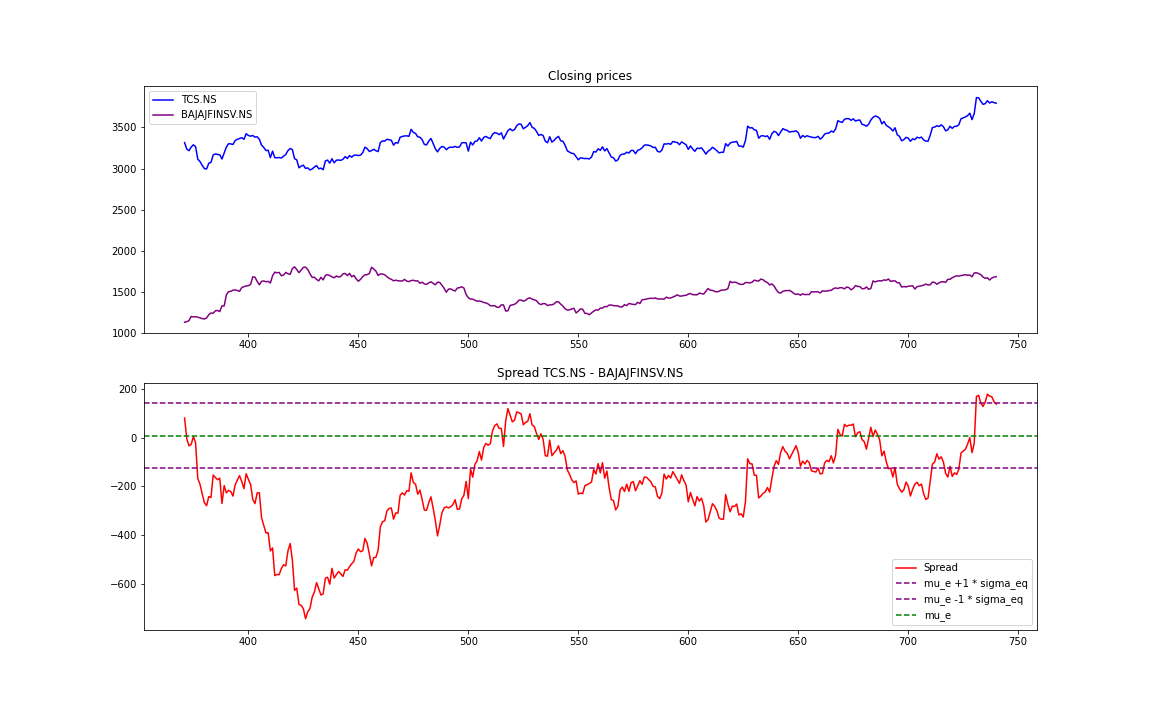 Closing prices
TCS.NS
BAJAJFINSV.NS
3500
3000
2500
2000
1500
1000
400 450 500 550 600 650 700 750
Spread TCS.NS - BAJAJFINSV.NS
200
0
−200
−400
−600
Spread
mu_e +1 * sigma_eq
mu_e -1 * sigma_eq
mu_e
400 450 500 550 600 650 700 750